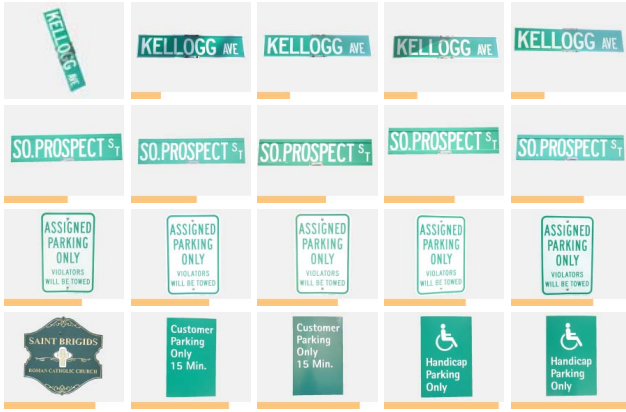 KELLOGG AVE
KELLOGG AVE
KELLOGG AVE
KELLOGG AVE
KELLOGG AVE
SO.PROSPECT ST
SO.PROSPECT ST
SO.PROSPECT ST
SO.PROSPECT ST
SO.PROSPECT ST
ASSIGNED
PARKING
ONLY
VIOLATORS
WILL BE TOWED
ASSIGNED
PARKING
ONLY
VIOLATORS
WILL BE TOWED
ASSIGNED
PARKING
ONLY
VIOLATORS
WILL BE TOWED
ASSIGNED
PARKING
ONLY
VIOLATORS
WILL BE TOWED
ASSIGNED
PARKING
ONLY
VIOLATORS
WILL BE TOWED
SAINT BRIGIDS
ROMAN CATHOLIC CHURCH
Customer
Parking
Only
15 Min.
Customer
Parking
Only
15 Min.
Handicap
Parking
Only
Handicap
Parking
Only